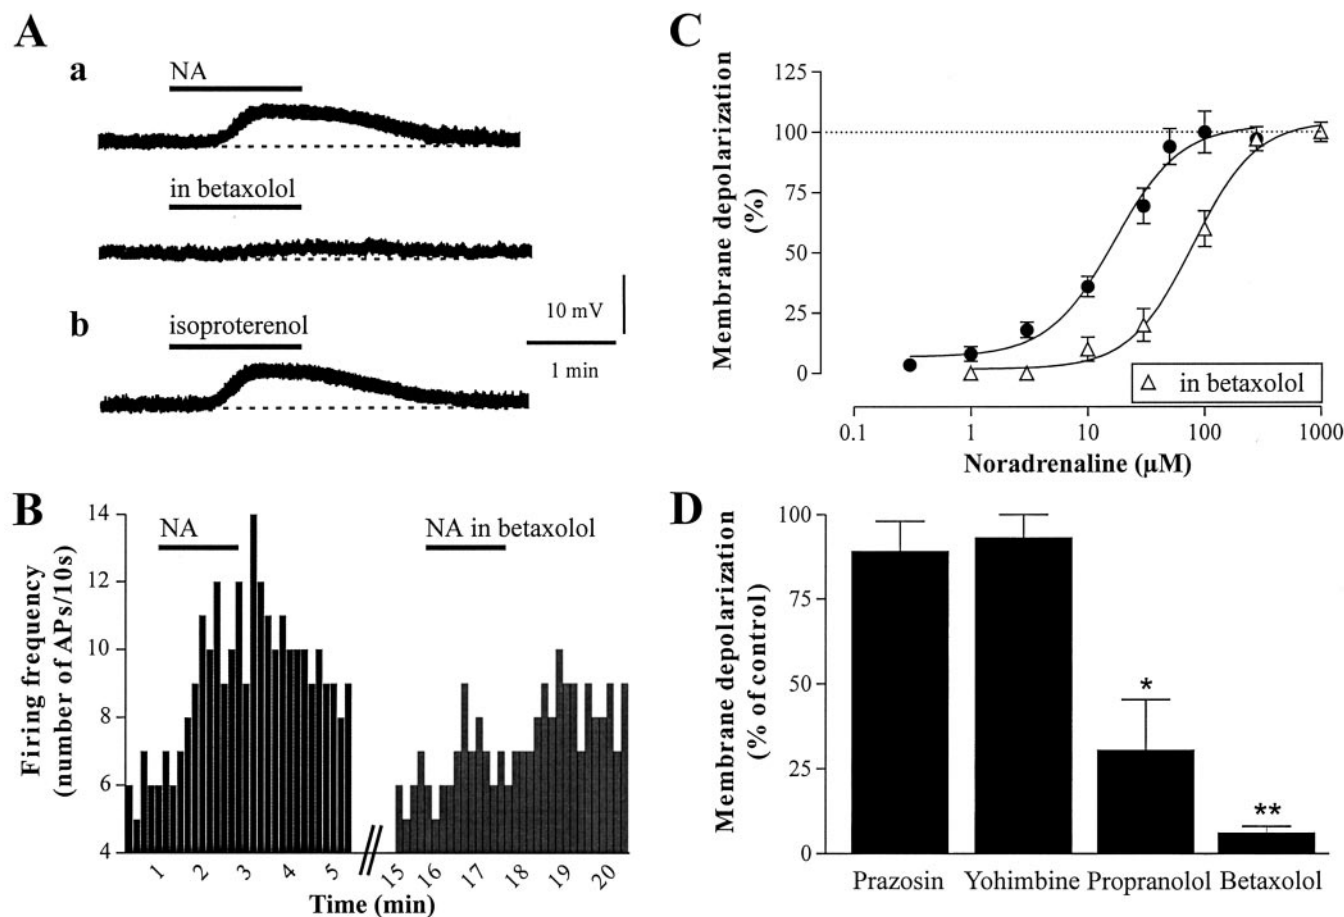 A
a
NA
in betaxolol
10 mV
1 min
b
isoproterenol
B
Firing frequency
(number of APs/10s)
14
12
10
8
6
4
NA
NA in betaxolol
1 2 3 4 5 15 16 17 18 19 20
Time (min)
C
Membrane depolarization
(%)
125
100
75
50
25
0
in betaxolol
0.1 1 10 100 1000
Noradrenaline (µM)
D
Membrane depolarization
(% of control)
100
75
50
25
0
*
**
Prazosin Yohimbine Propranolol Betaxolol